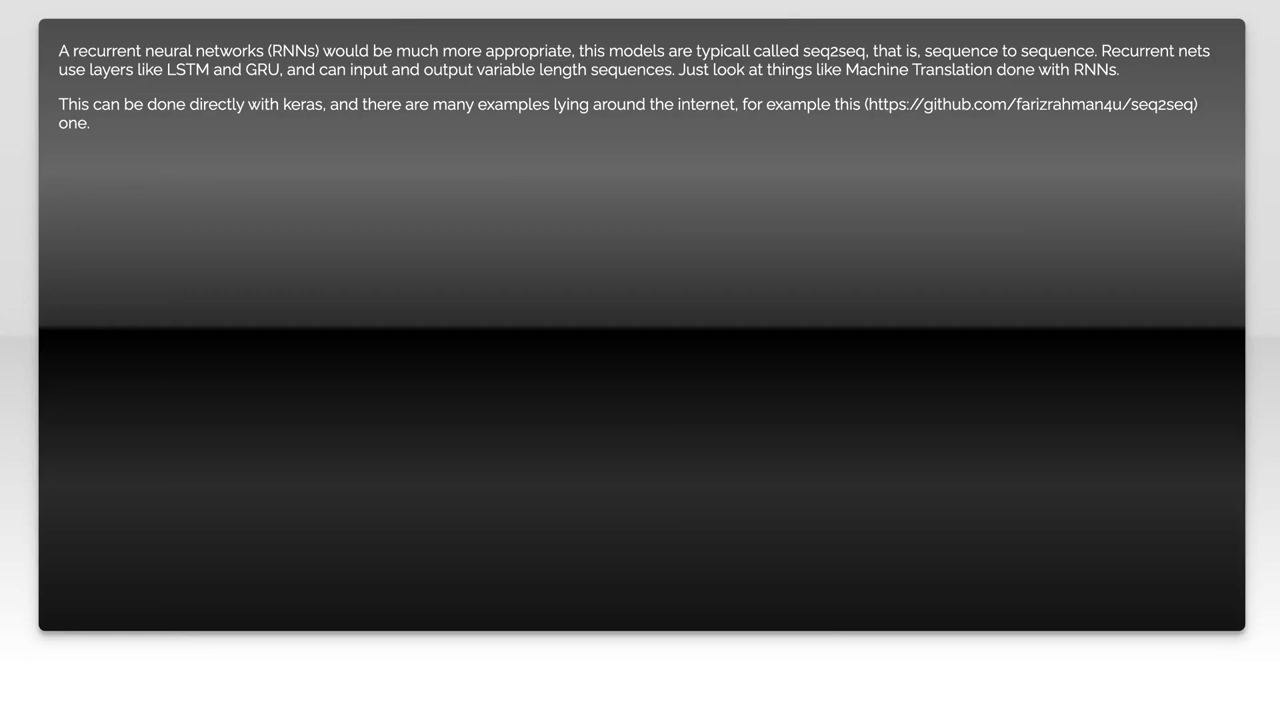 A recurrent neural networks (RNNs) would be much more appropriate, this models are typicall called seq2seq, that is, sequence to sequence. Recurrent nets
use layers like LSTM and GRU, and can input and output variable length sequences. Just look at things like Machine Translation done with RNNs.
This can be done directly with keras, and there are many examples lying around the internet, for example this (https://github.com/farizrahman4u/seq2seq)
one.